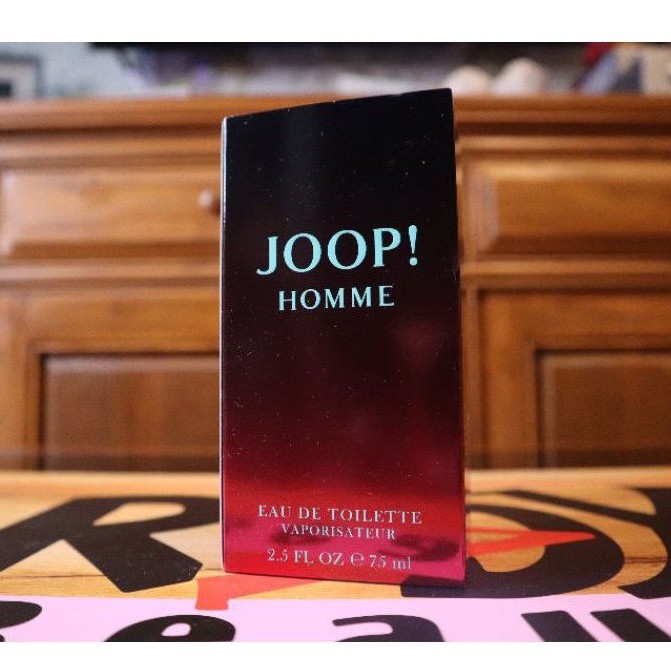 JOOP!
HOMME
EAU DE TOILETTE
VAPORISATEUR
2.5 FL OZ ℮ 75 ml